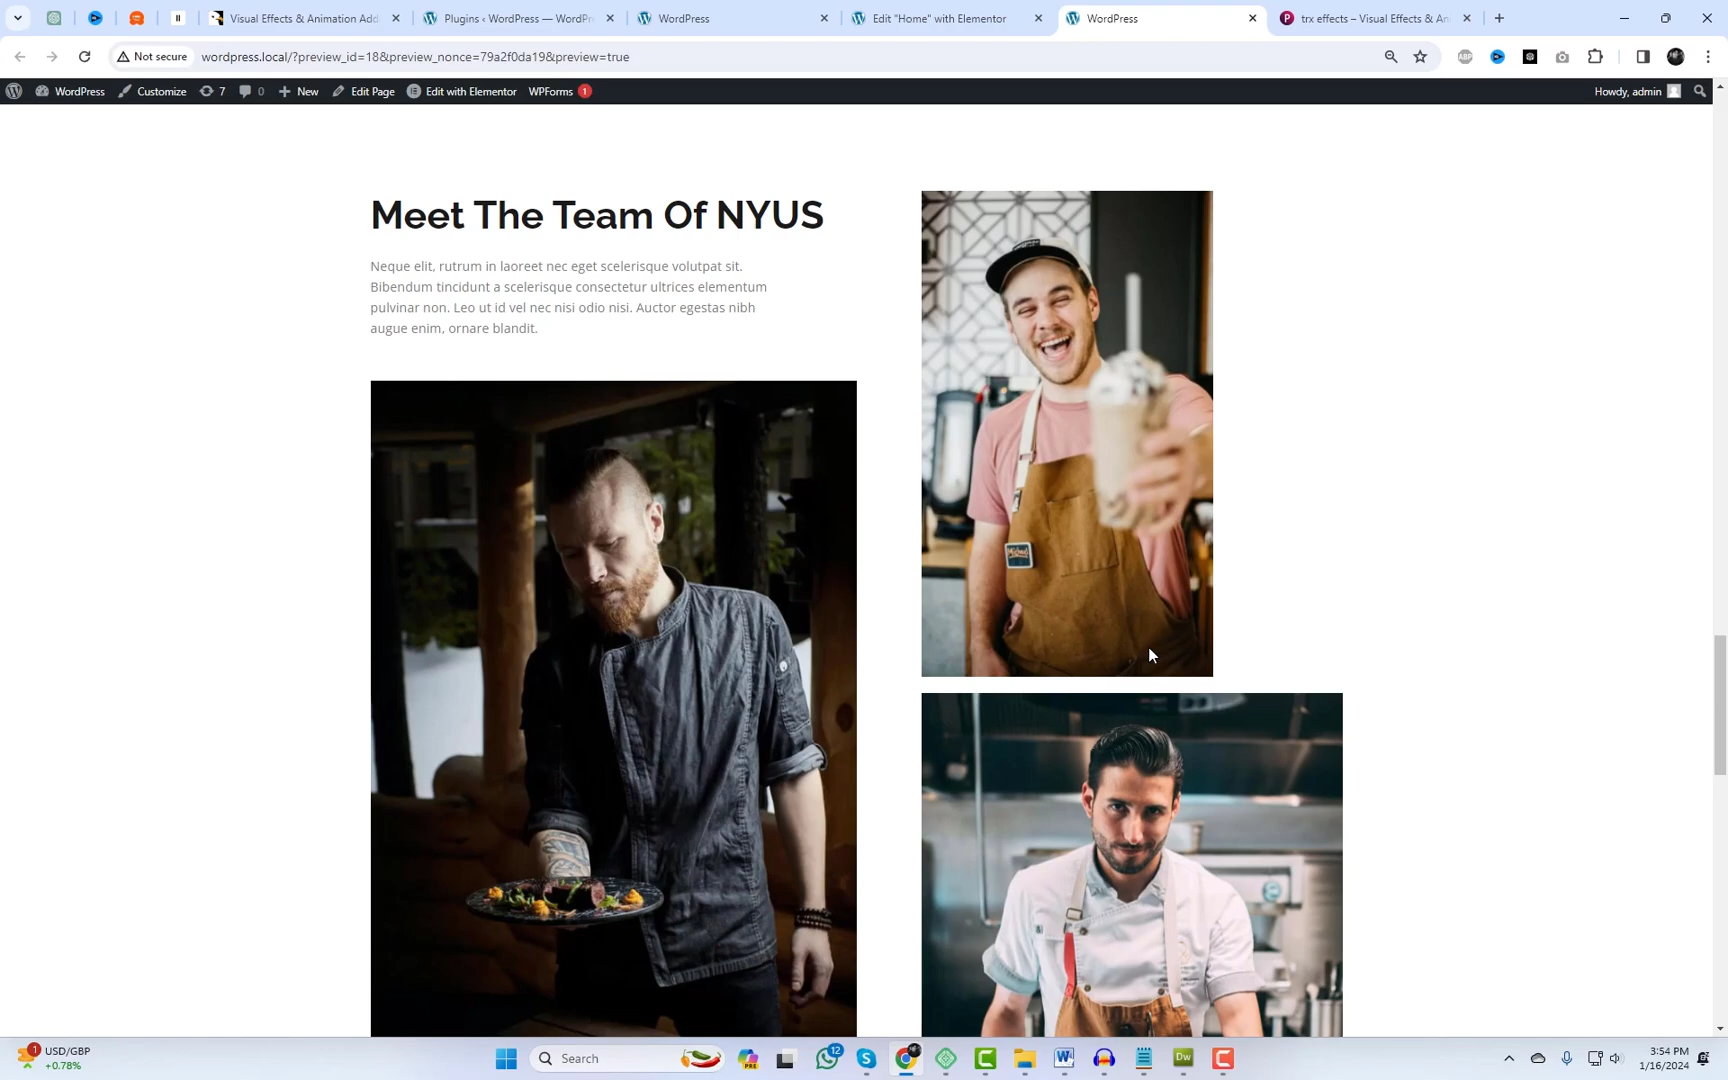 Visual Effects & Animation Add
Plugins ‹ WordPress — WordPr
WordPress
Edit "Home" with Elementor
WordPress
trx effects – Visual Effects & An
Not secure
wordpress.local/?preview_id=18&preview_nonce=79a2f0da19&preview=true
WordPress
Customize
7
0
New
Edit Page
Edit with Elementor
WPForms
1
Howdy, admin
Meet The Team Of NYUS
Neque elit, rutrum in laoreet nec eget scelerisque volutpat sit.
Bibendum tincidunt a scelerisque consectetur ultrices elementum
pulvinar non. Leo ut id vel nec nisi odio nisi. Auctor egestas nibh
augue enim, ornare blandit.
1
USD/GBP
+0.78%
Search
PRE
12
Dw
3:54 PM
1/16/2024